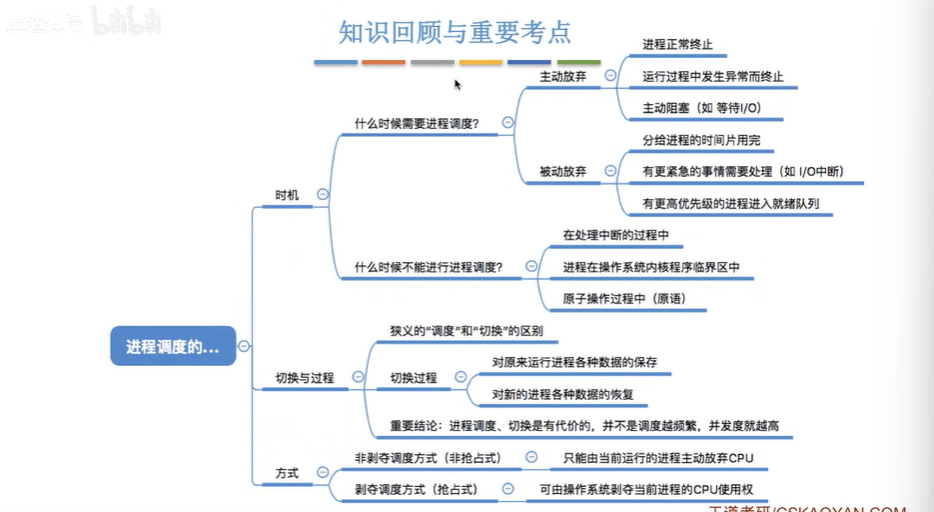 知识回顾与重要考点
进程正常终止
主动放弃
运行过程中发生异常而终止
主动阻塞（如 等待I/O）
什么时候需要进程调度？
分给进程的时间片用完
被动放弃
有更紧急的事情需要处理（如 I/O中断）
有更高优先级的进程进入就绪队列
时机
在处理中断的过程中
什么时候不能进行进程调度？
进程在操作系统内核程序临界区中
原子操作过程中（原语）
进程调度的...
狭义的“调度”和“切换”的区别
切换与过程
切换过程
对原来运行进程各种数据的保存
对新的进程各种数据的恢复
重要结论：进程调度、切换是有代价的，并不是调度越频繁，并发度就越高
方式
非剥夺调度方式（非抢占式）
只能由当前运行的进程主动放弃CPU
剥夺调度方式（抢占式）
可由操作系统剥夺当前进程的CPU使用权
王道考研/CSKAOYAN.COM